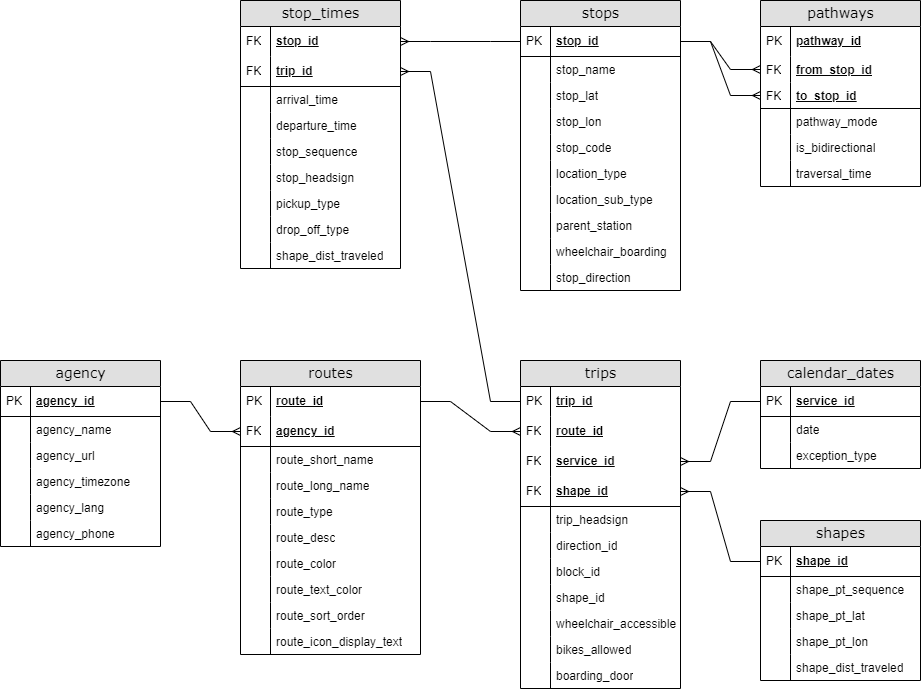 stop_times
FK stop_id
FK trip_id
arrival_time
departure_time
stop_sequence
stop_headsign
pickup_type
drop_off_type
shape_dist_traveled
stops
PK stop_id
stop_name
stop_lat
stop_lon
stop_code
location_type
location_sub_type
parent_station
wheelchair_boarding
stop_direction
pathways
PK pathway_id
FK from_stop_id
FK to_stop_id
pathway_mode
is_bidirectional
traversal_time
agency
PK agency_id
agency_name
agency_url
agency_timezone
agency_lang
agency_phone
routes
PK route_id
FK agency_id
route_short_name
route_long_name
route_type
route_desc
route_color
route_text_color
route_sort_order
route_icon_display_text
trips
PK trip_id
FK route_id
FK service_id
FK shape_id
trip_headsign
direction_id
block_id
shape_id
wheelchair_accessible
bikes_allowed
boarding_door
calendar_dates
PK service_id
date
exception_type
shapes
PK shape_id
shape_pt_sequence
shape_pt_lat
shape_pt_lon
shape_dist_traveled